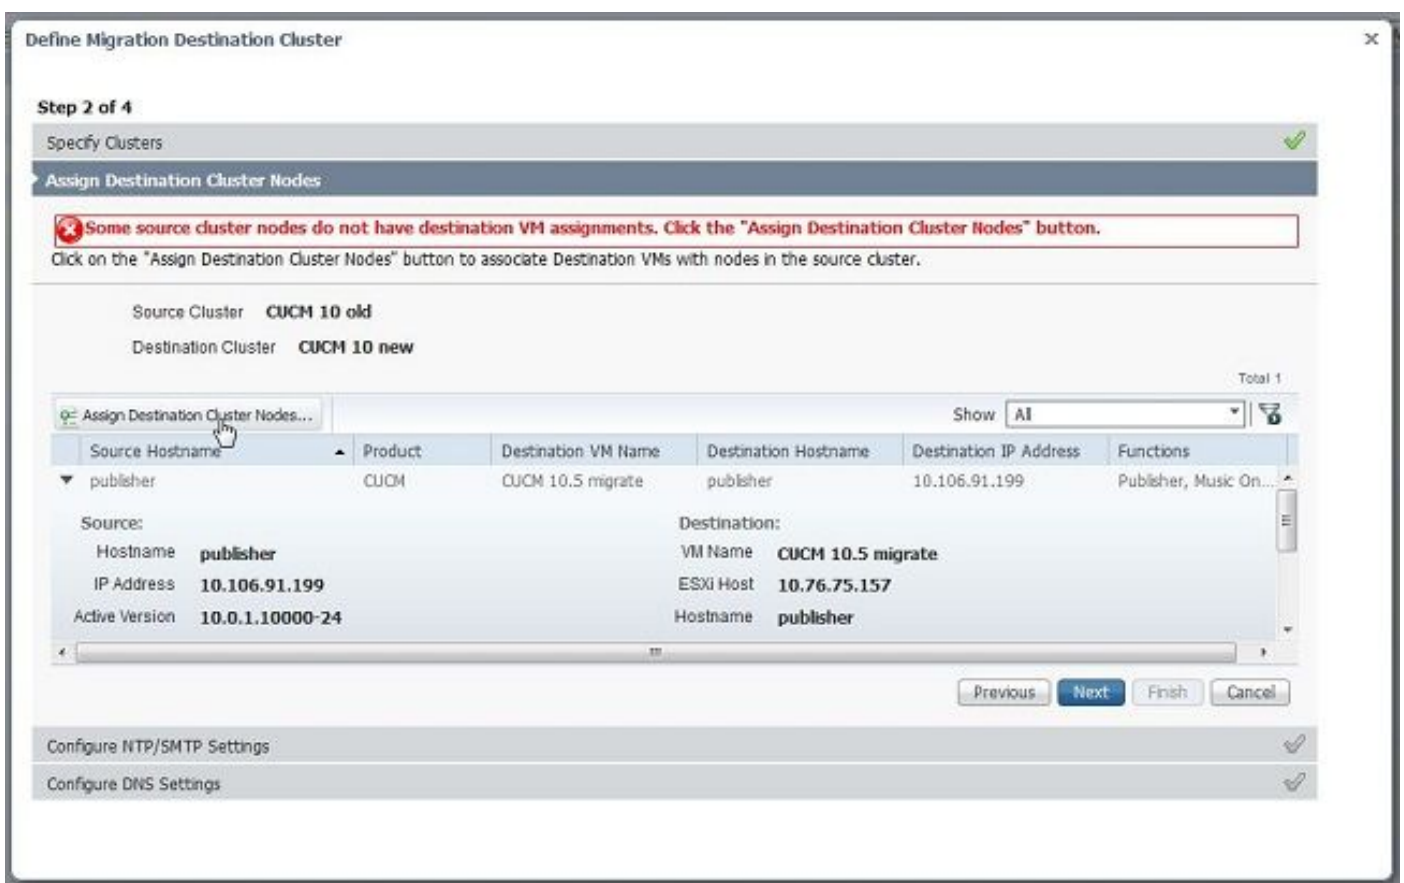 Define Migration Destination Cluster
Step 2 of 4
Specify Clusters
Assign Destination Cluster Nodes
Some source cluster nodes do not have destination VM assignments. Click the "Assign Destination Cluster Nodes" button.
Click on the "Assign Destination Cluster Nodes" button to associate Destination VMs with nodes in the source cluster.
Source Cluster CUCM 10 old
Destination Cluster CUCM 10 new
Total 1
Assign Destination Cluster Nodes... Show All
Source Hostname Product Destination VM Name Destination Hostname Destination IP Address Functions
publisher CUCM CUCM 10.5 migrate publisher 10.106.91.199 Publisher, Music On...
Source: Destination:
Hostname publisher VM Name CUCM 10.5 migrate
IP Address 10.106.91.199 ESXi Host 10.76.75.157
Active Version 10.0.1.10000-24 Hostname publisher
Previous Next Finish Cancel
Configure NTP/SMTP Settings
Configure DNS Settings